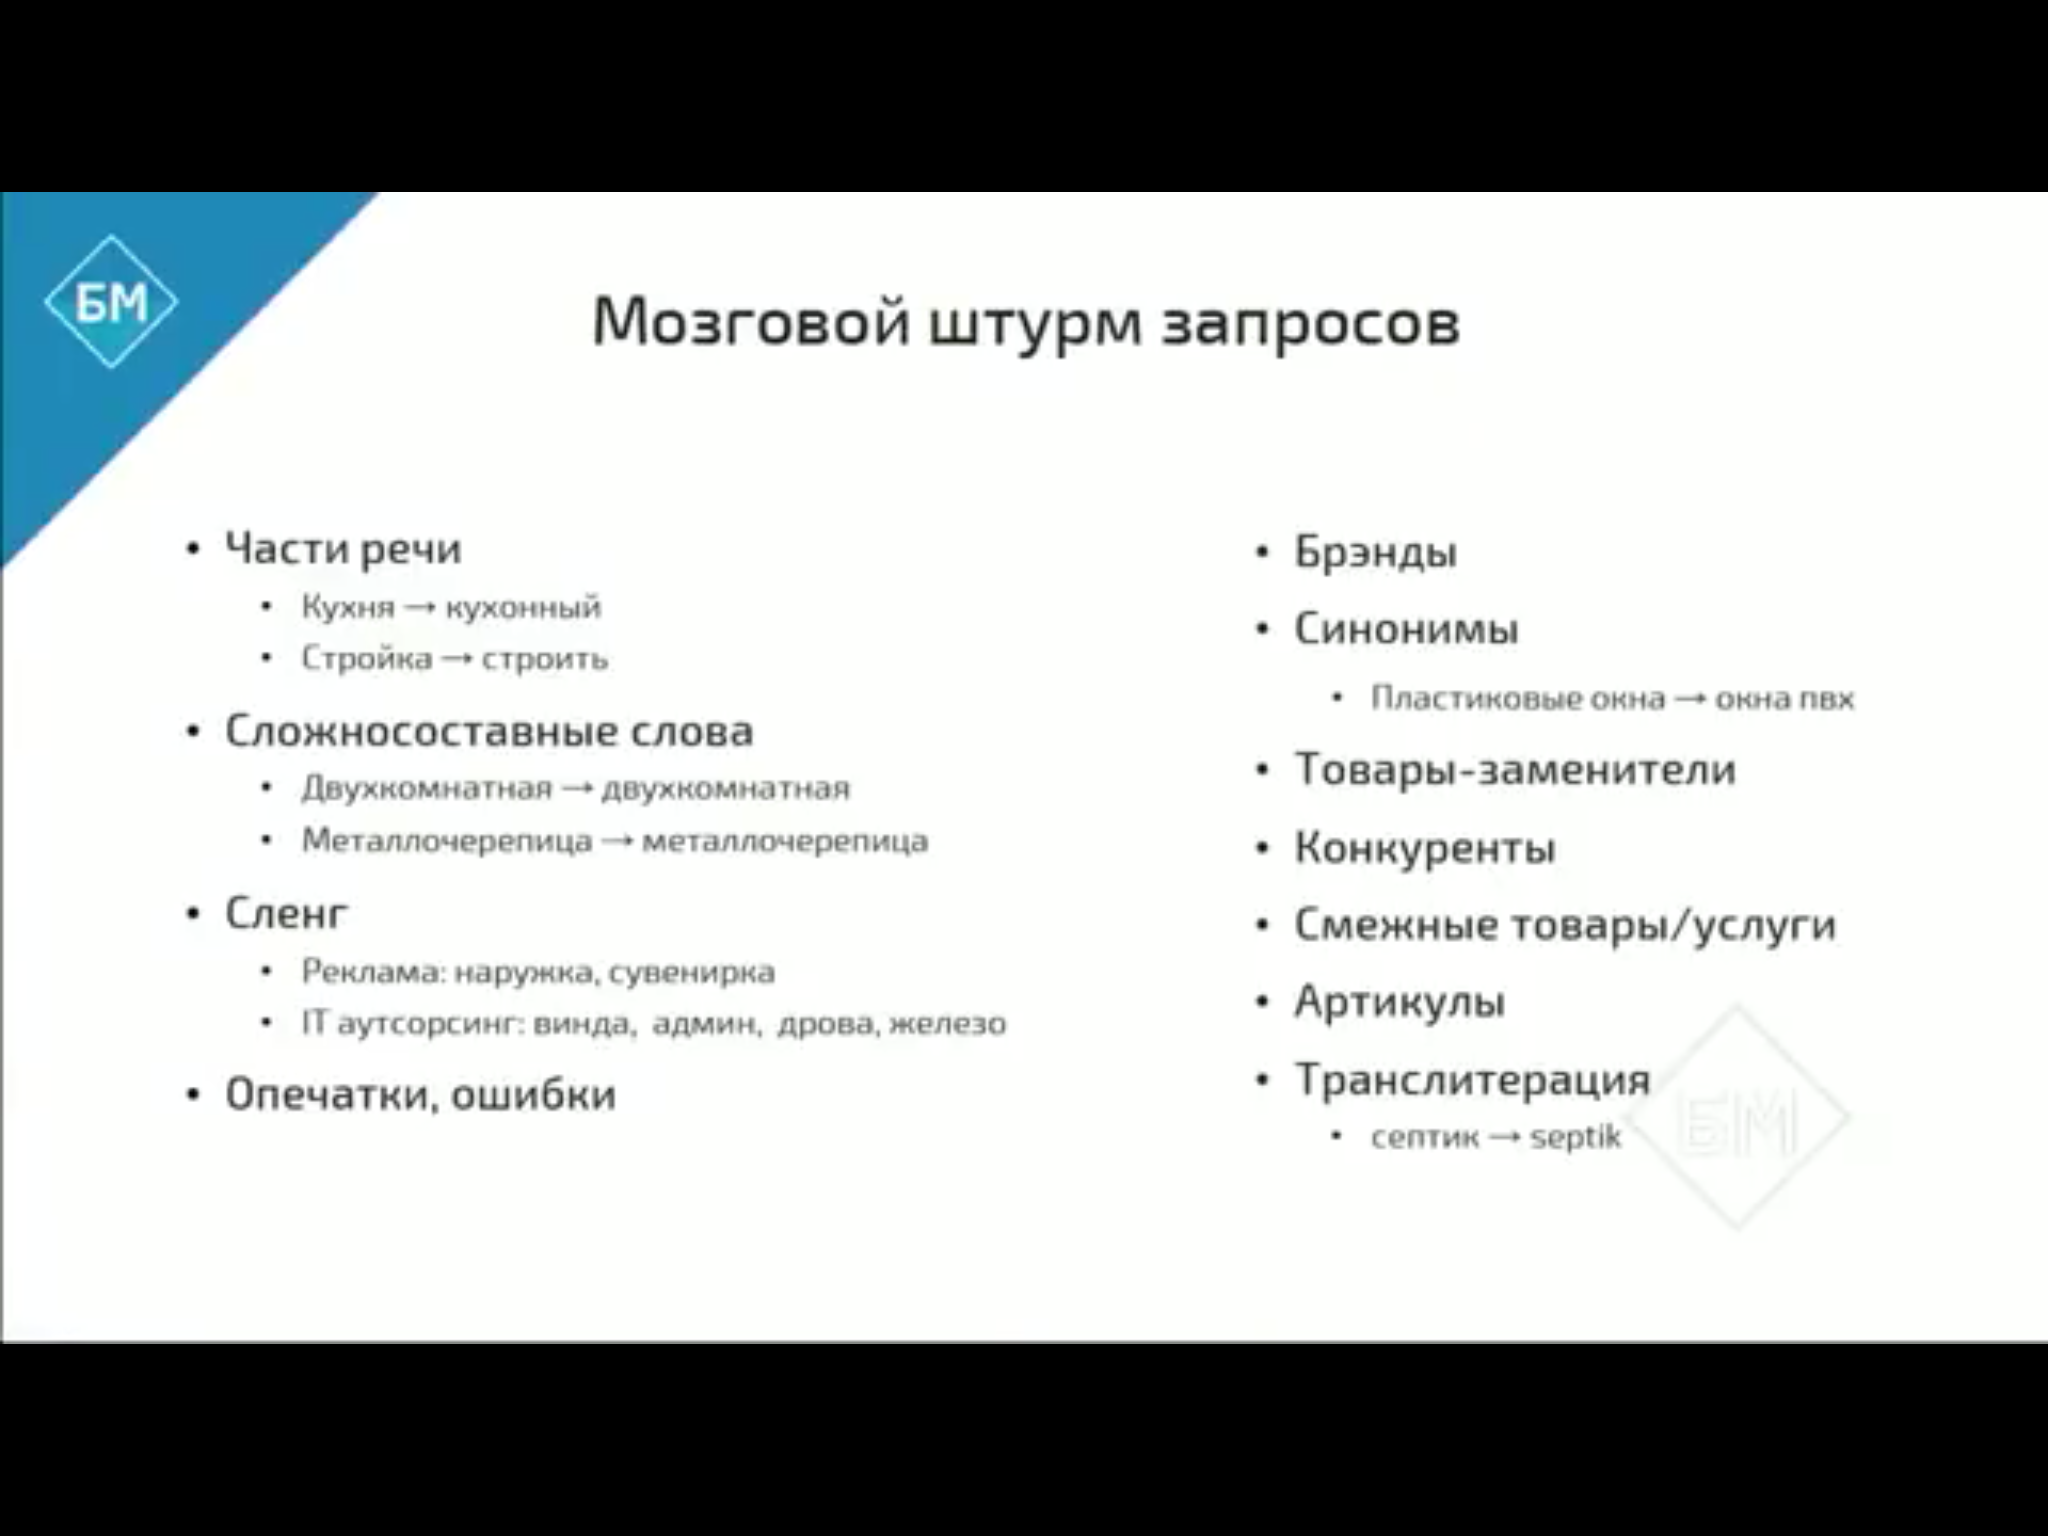 БМ
Мозговой штурм запросов
• Части речи
• Кухня → кухонный
• Стройка → строить
• Сложносоставные слова
• Двухкомнатная → двухкомнатная
• Металлочерепица → металлочерепица
• Сленг
• Реклама: наружка, сувенирка
• IT аутсорсинг: винда, админ, дрова, железо
• Опечатки, ошибки
• Брэнды
• Синонимы
• Пластиковые окна → окна пвх
• Товары-заменители
• Конкуренты
• Смежные товары/услуги
• Артикулы
• Транслитерация
• септик → septik
БМ